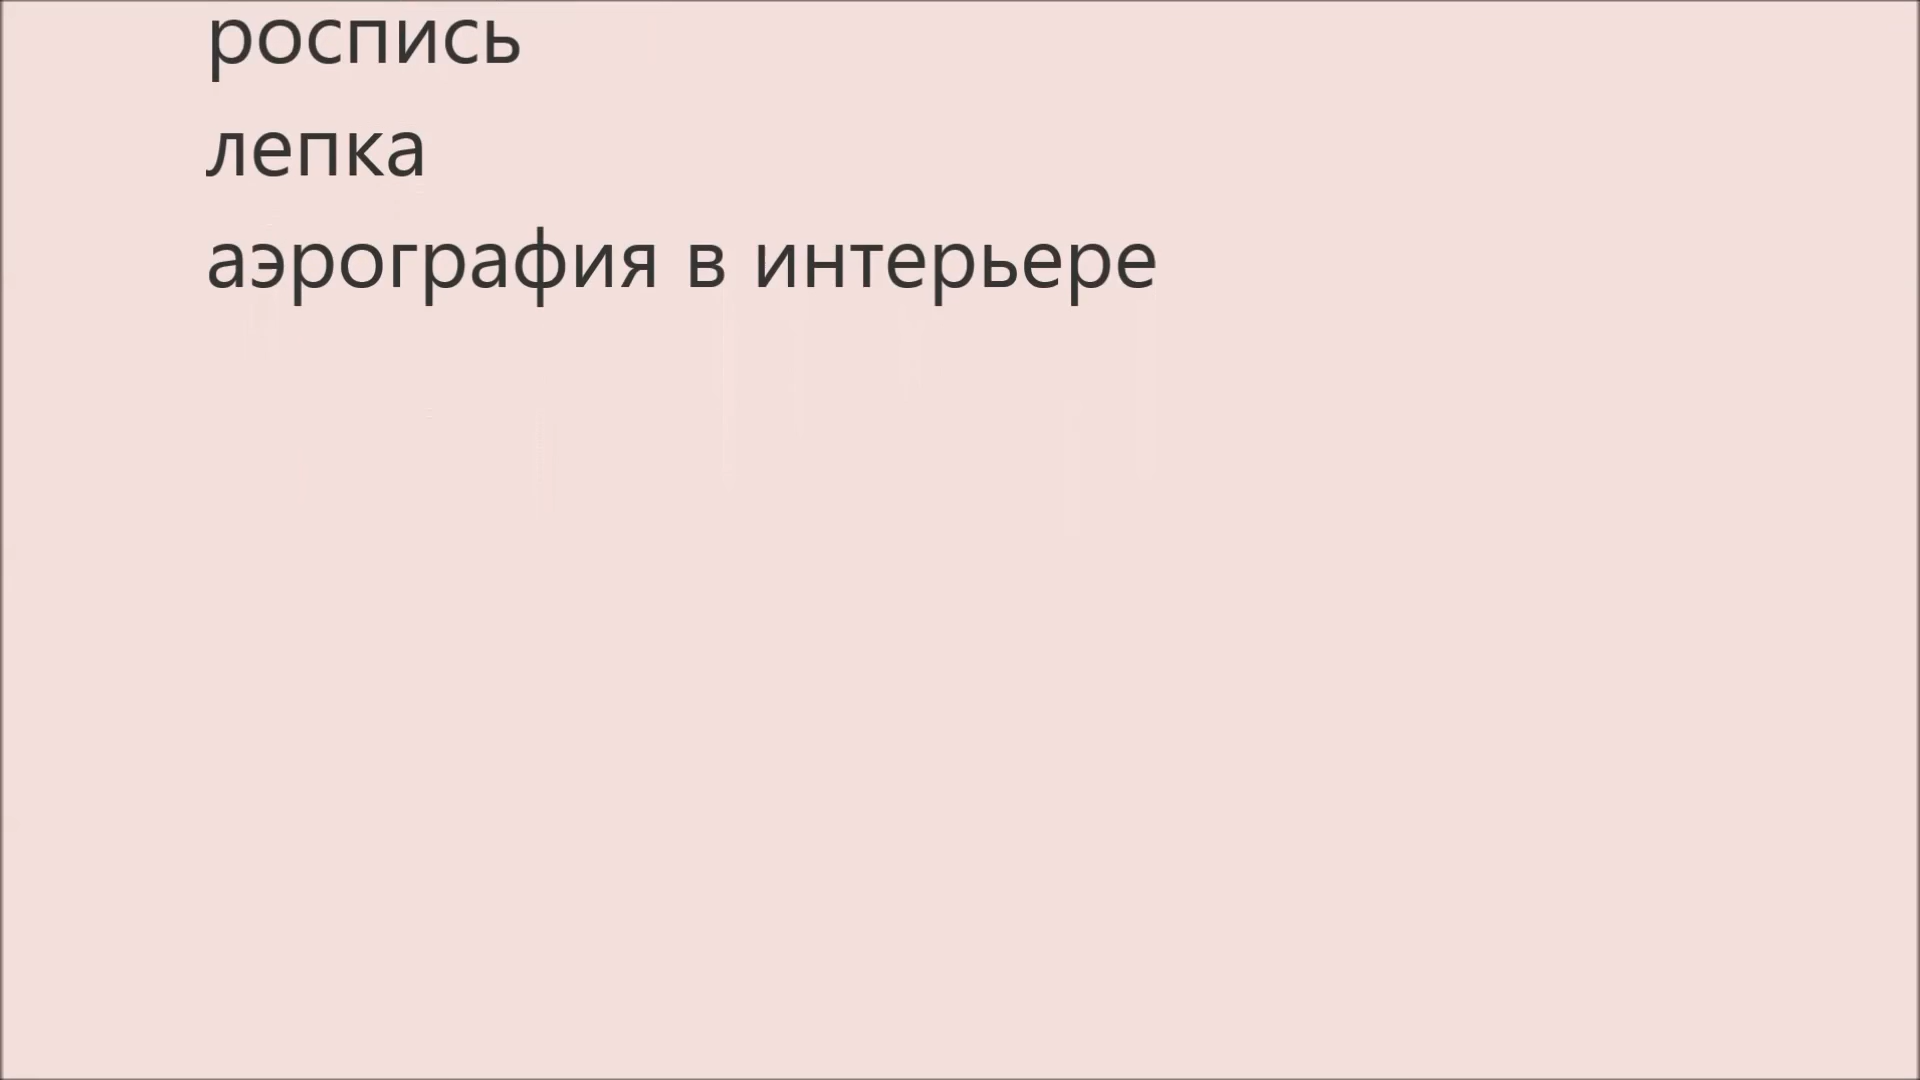 роспись
лепка
аэрография в интерьере